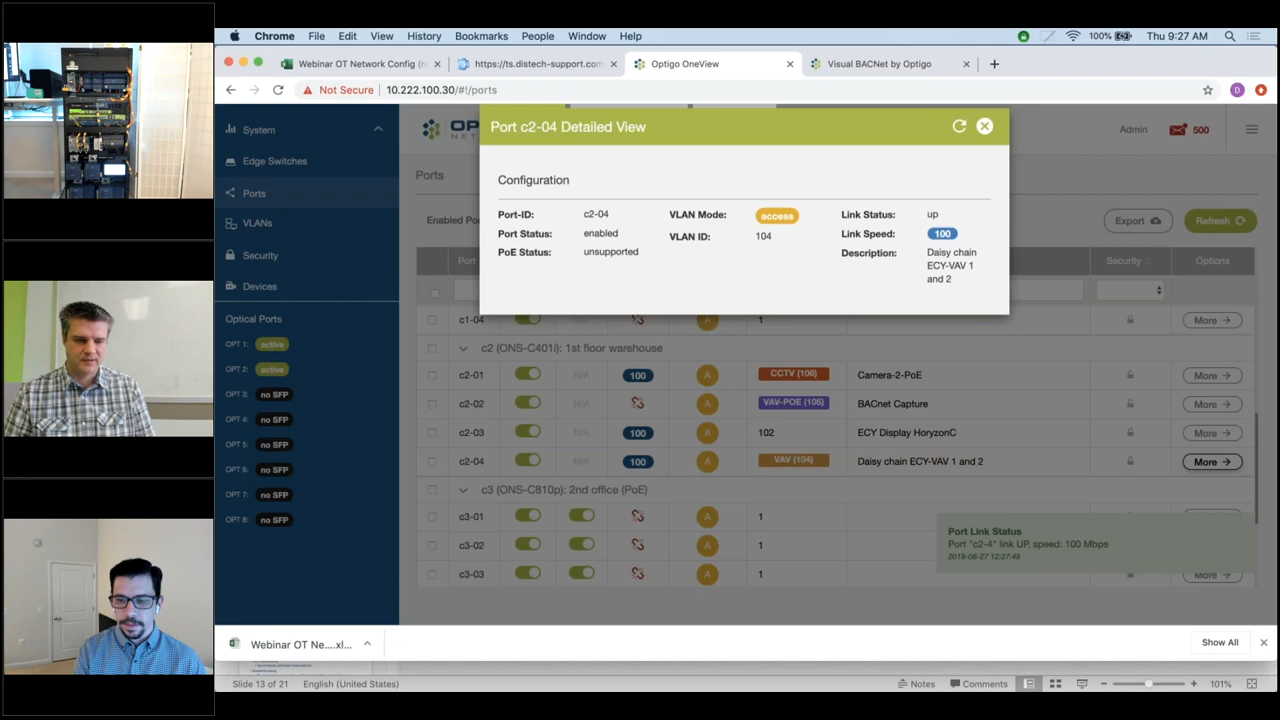 Chrome File Edit View History Bookmarks People Window Help 100% Thu 9:27 AM
Webinar OT Network Config https://ts.distech-support.com Optigo OneView Visual BACnet by Optigo
Not Secure 10.222.100.30/#!/ports D
System
Edge Switches
Ports
VLANs
Security
Devices
Optical Ports
OPT 1: active
OPT 2: active
OPT 3: no SFP
OPT 4: no SFP
OPT 5: no SFP
OPT 6: no SFP
OPT 7: no SFP
OPT 8: no SFP
Admin 500
Ports
Export Refresh
Port Security Options
Port c2-04 Detailed View
Configuration
Port-ID: c2-04 VLAN Mode: access Link Status: up
Port Status: enabled VLAN ID: 104 Link Speed: 100
PoE Status: unsupported Description: Daisy chain
ECY-VAV 1
and 2
c1-04 N/A A 1 More →
c2 (ONS-C401i): 1st floor warehouse
c2-01 N/A 100 A CCTV (106) Camera-2-PoE More →
c2-02 N/A A VAV-POE (105) BACnet Capture More →
c2-03 N/A 100 A 102 ECY Display HoryzonC More →
c2-04 N/A 100 A VAV (104) Daisy chain ECY-VAV 1 and 2 More →
c3 (ONS-C810p): 2nd office (PoE)
c3-01 A 1
c3-02 A 1
c3-03 A 1 More →
Port Link Status
Port "c2-4" link UP, speed: 100 Mbps
2019-06-27 12:27:48
Webinar OT Ne....xl... Show All
Slide 13 of 21 English (United States) Notes Comments 101%